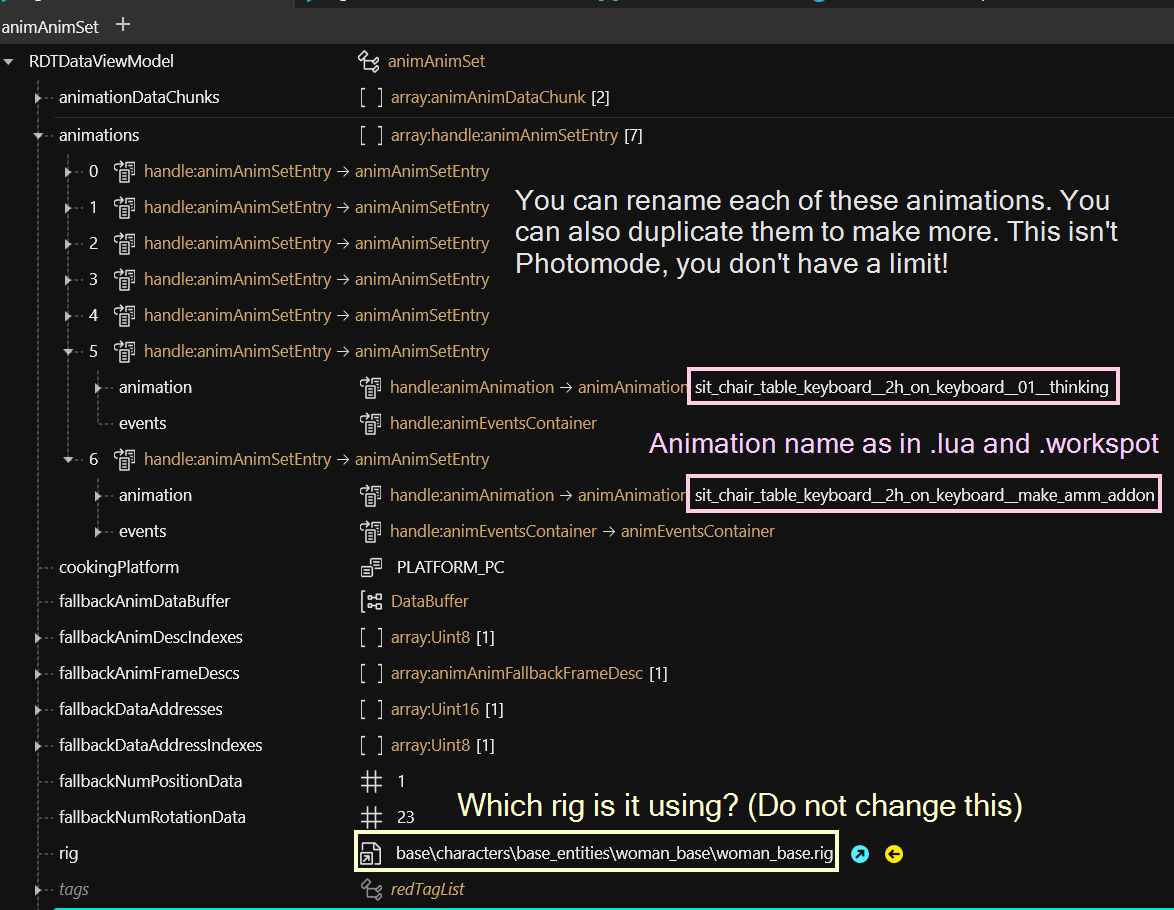 animAnimSet +
RDTDataViewModel animAnimSet
animationDataChunks [ ] array:animAnimDataChunk [2]
animations [ ] array:handle:animAnimSetEntry [7]
0 handle:animAnimSetEntry → animAnimSetEntry
1 handle:animAnimSetEntry → animAnimSetEntry
2 handle:animAnimSetEntry → animAnimSetEntry
3 handle:animAnimSetEntry → animAnimSetEntry
4 handle:animAnimSetEntry → animAnimSetEntry
You can rename each of these animations. You
can also duplicate them to make more. This isn't
Photomode, you don't have a limit!
5 handle:animAnimSetEntry → animAnimSetEntry
animation handle:animAnimation → animAnimation sit_chair_table_keyboard__2h_on_keyboard__01__thinking
events handle:animEventsContainer
Animation name as in .lua and .workspot
6 handle:animAnimSetEntry → animAnimSetEntry
animation handle:animAnimation → animAnimation sit_chair_table_keyboard__2h_on_keyboard__make_amm_addon
events handle:animEventsContainer → animEventsContainer
cookingPlatform PLATFORM_PC
fallbackAnimDataBuffer DataBuffer
fallbackAnimDescIndexes [ ] array:Uint8 [1]
fallbackAnimFrameDescs [ ] array:animAnimFallbackFrameDesc [1]
fallbackDataAddresses [ ] array:Uint16 [1]
fallbackDataAddressIndexes [ ] array:Uint8 [1]
fallbackNumPositionData # 1
Which rig is it using? (Do not change this)
fallbackNumRotationData # 23
rig base\characters\base_entities\woman_base\woman_base.rig
tags redTagList